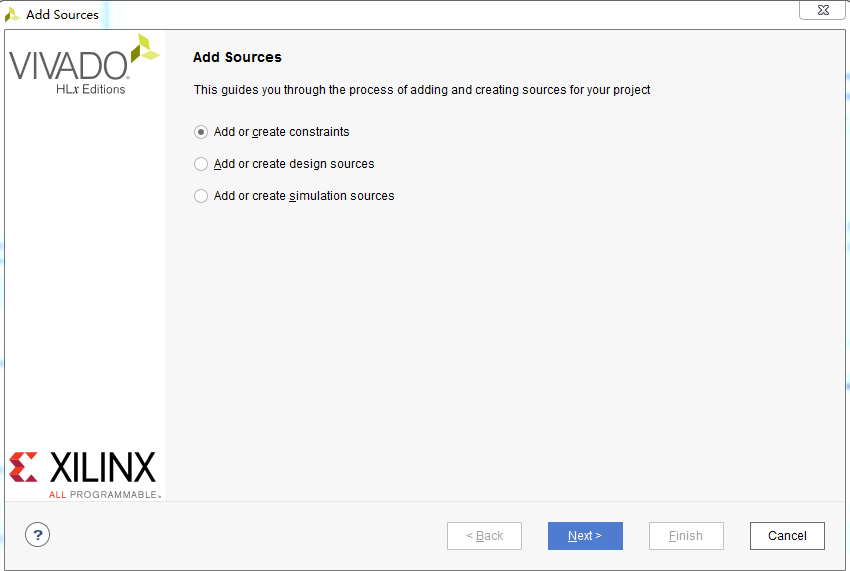 Add Sources
VIVADO
HLx Editions
Add Sources
This guides you through the process of adding and creating sources for your project
Add or create constraints
Add or create design sources
Add or create simulation sources
XILINX
ALL PROGRAMMABLE™
?
< Back
Next >
Finish
Cancel